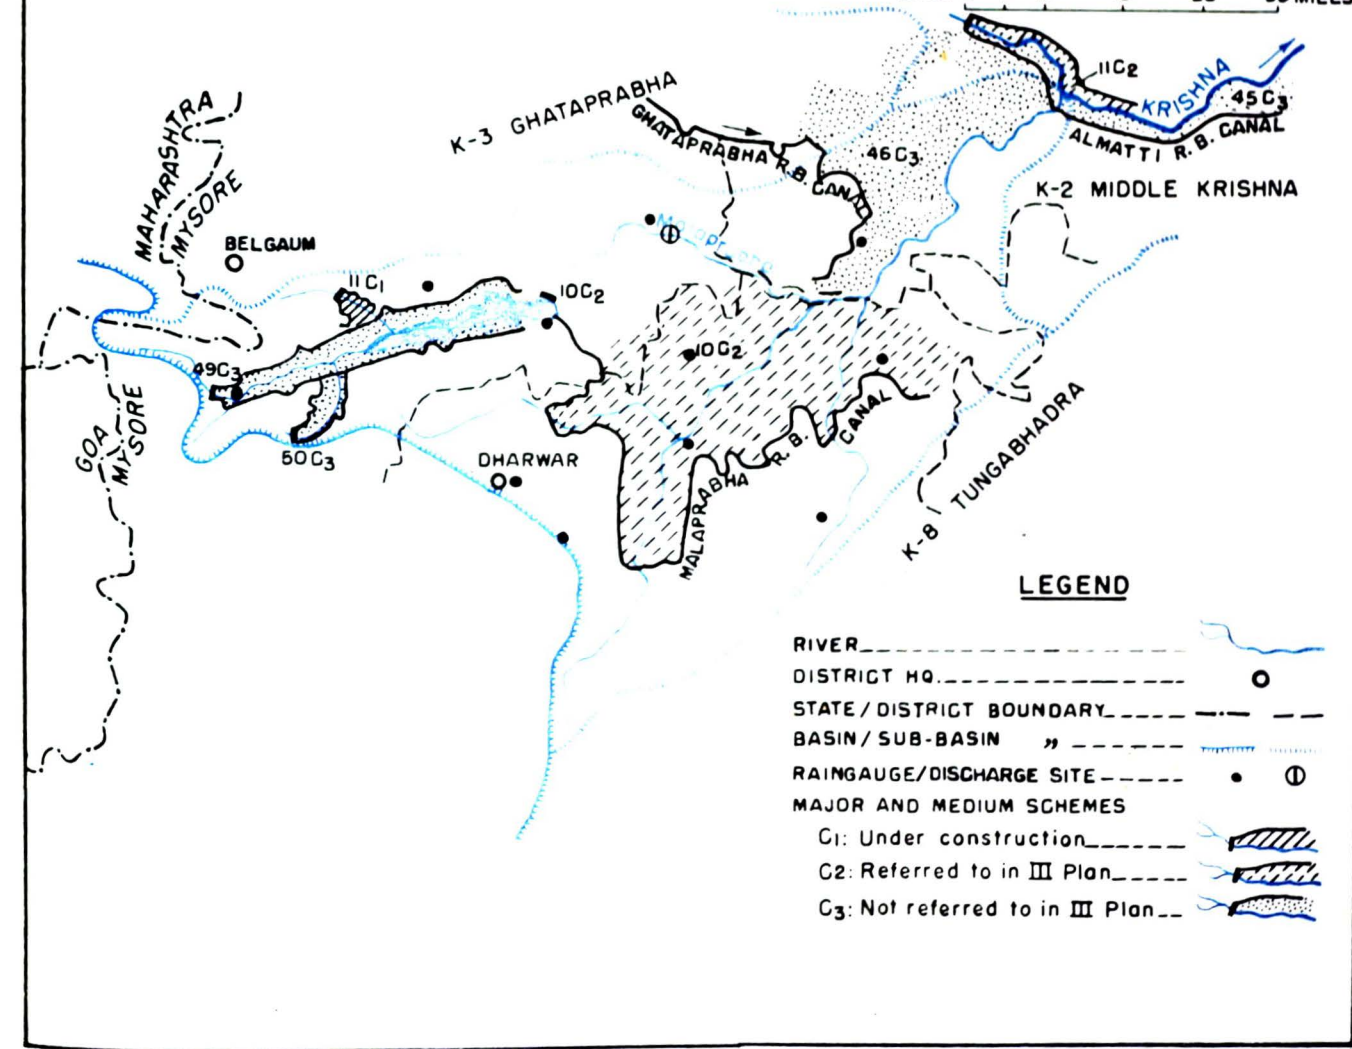 50 MILES
11C2
KRISHNA
45C3
ALMATTI R. B. CANAL
K-3 GHATAPRABHA
GHATAPRABHA R. B. CANAL
46C3
K-2 MIDDLE KRISHNA
MAHARASHTRA
MYSORE
BELGAUM
Malaprabha
11C1
10C2
10C2
49C3
50C3
GOA
MYSORE
DHARWAR
MALAPRABHA R. B. CANAL
K-8 TUNGABHADRA
LEGEND
RIVER
DISTRICT HQ.
STATE/DISTRICT BOUNDARY
BASIN/SUB-BASIN „
RAINGAUGE/DISCHARGE SITE
MAJOR AND MEDIUM SCHEMES
C1: Under construction
C2: Referred to in III Plan
C3: Not referred to in III Plan